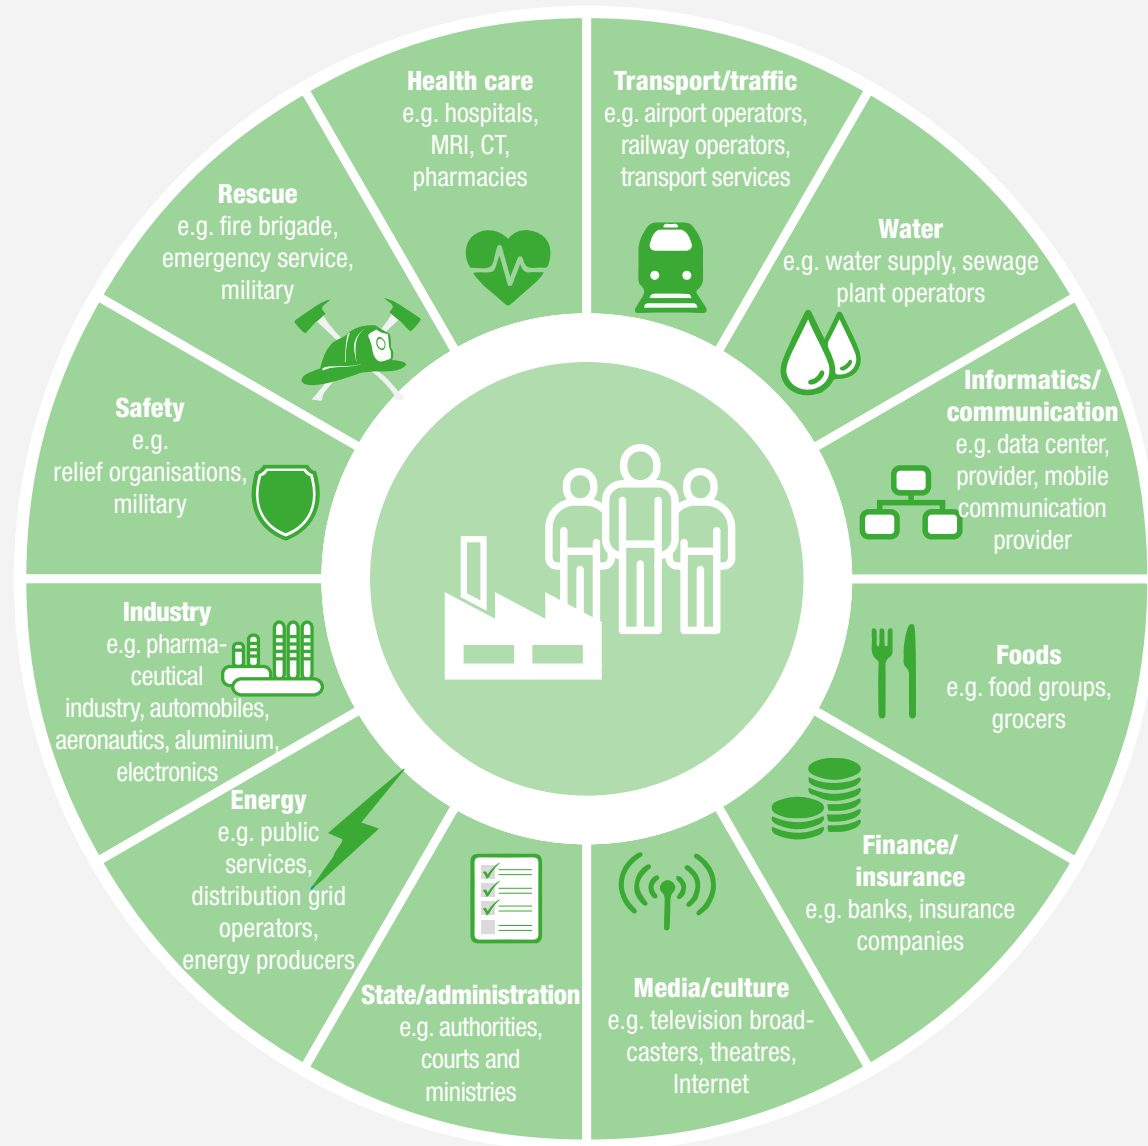 Health care
e.g. hospitals,
MRI, CT,
pharmacies
Transport/traffic
e.g. airport operators,
railway operators,
transport services
Water
e.g. water supply, sewage
plant operators
Informatics/
communication
e.g. data center,
provider, mobile
communication
provider
Foods
e.g. food groups,
grocers
Finance/
insurance
e.g. banks, insurance
companies
Media/culture
e.g. television broad-
casters, theatres,
Internet
State/administration
e.g. authorities,
courts and
ministries
Energy
e.g. public
services,
distribution grid
operators,
energy producers
Industry
e.g. pharma-
ceutical
industry, automobiles,
aeronautics, aluminium,
electronics
Safety
e.g.
relief organisations,
military
Rescue
e.g. fire brigade,
emergency service,
military